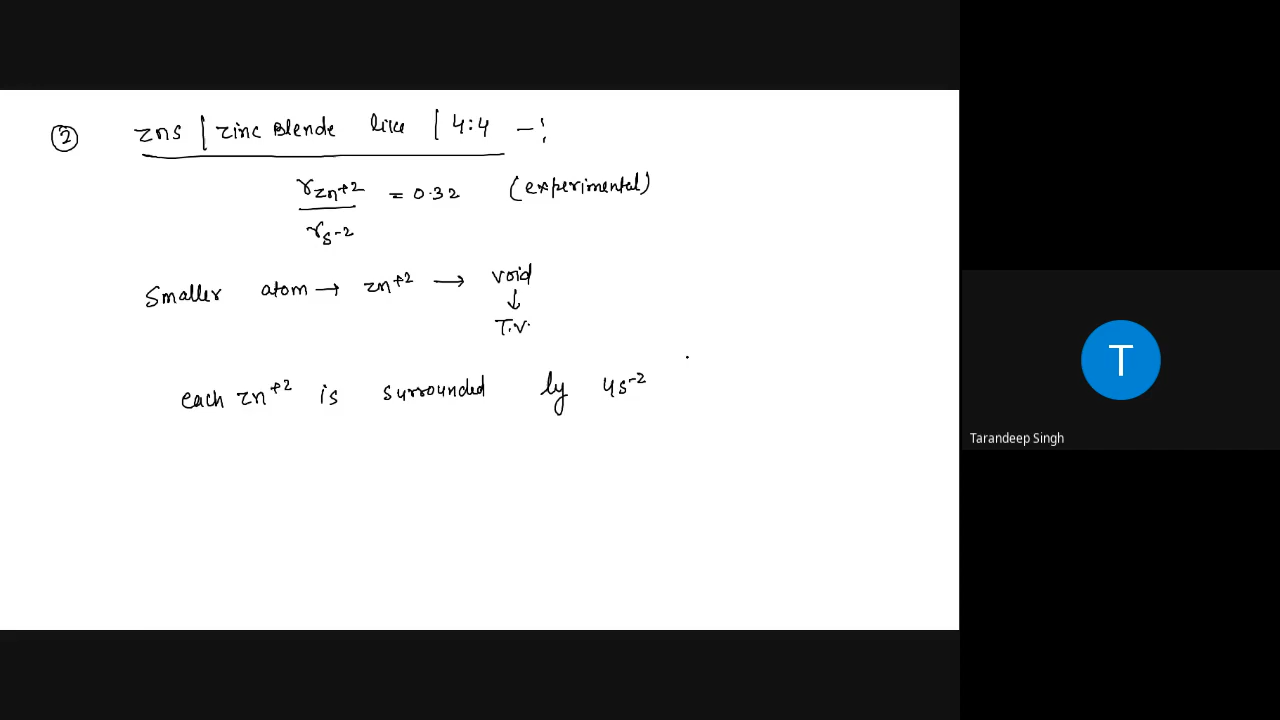 2 ZnS | Zinc Blende like | 4:4 -:
rZn+2 / rS-2 = 0.32 (experimental)
Smaller atom → Zn+2 → void
↓
T.V.
each Zn+2 is surrounded by 4S-2
T
Tarandeep Singh